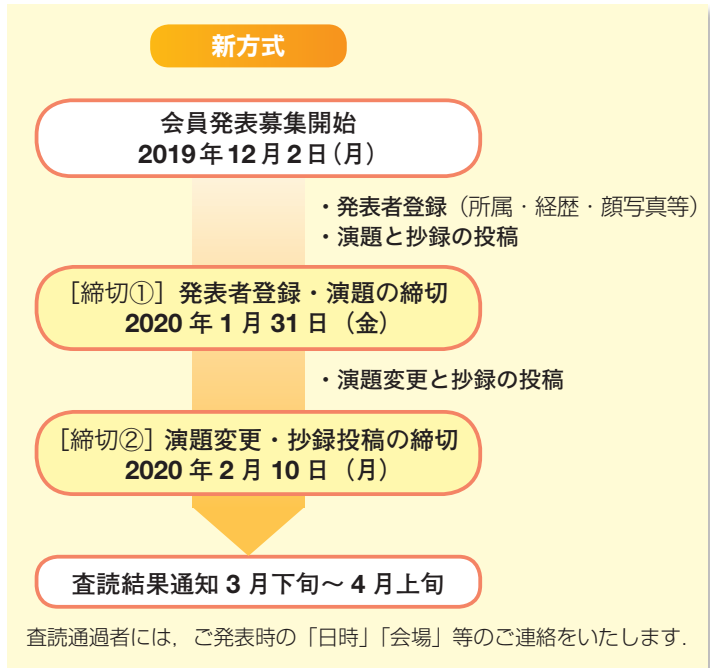 新方式
会員発表募集開始
2019年12月2日(月)
・発表者登録(所属・経歴・顔写真等)
・演題と抄録の投稿
[締切①] 発表者登録・演題の締切
2020 年 1 月 31 日(金)
・演題変更と抄録の投稿
[締切②] 演題変更・抄録投稿の締切
2020 年 2 月 10 日(月)
査読結果通知 3 月下旬〜 4 月上旬
査読通過者には,ご発表時の「日時」「会場」等のご連絡をいたします.